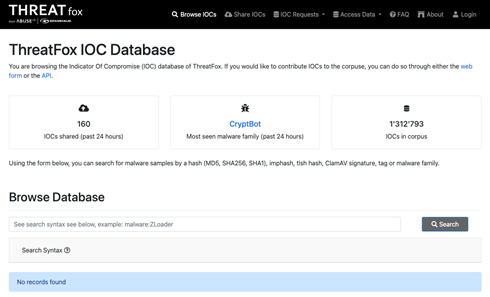 THREAT fox
from ABUSE ch | SPAMHAUS
Browse IOCs
Share IOCs
IOC Requests
Access Data
FAQ
About
Login
ThreatFox IOC Database
You are browsing the Indicator Of Compromise (IOC) database of ThreatFox. If you would like to contribute IOCs to the corpuse, you can do so through either the web
form or the API.
160
IOCs shared (past 24 hours)
CryptBot
Most seen malware family (past 24 hours)
1'312'793
IOCs in corpus
Using the form below, you can search for malware samples by a hash (MD5, SHA256, SHA1), imphash, tlsh hash, ClamAV signature, tag or malware family.
Browse Database
See search syntax see below, example: malware:ZLoader
Search
Search Syntax
No records found